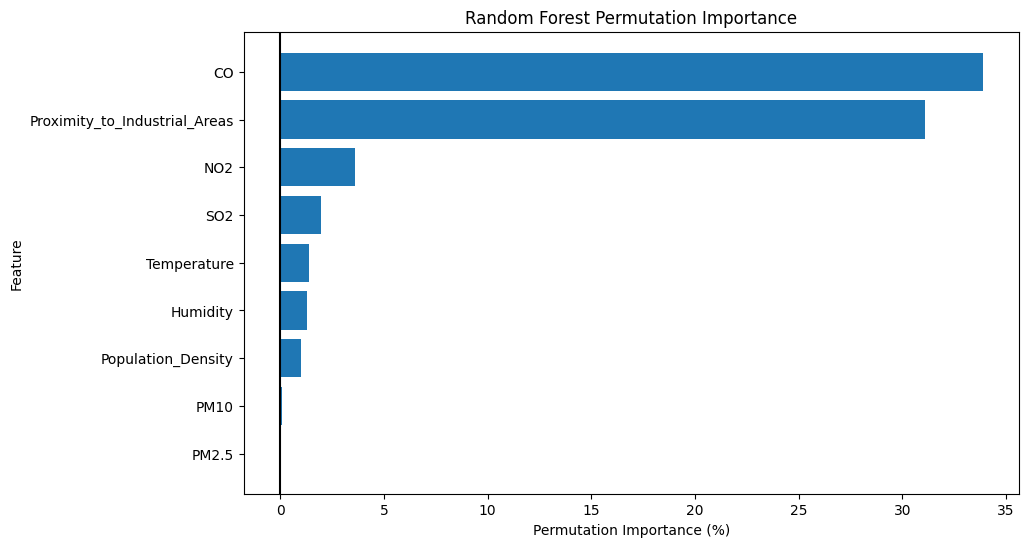 Random Forest Permutation Importance
Feature
CO
Proximity_to_Industrial_Areas
NO2
SO2
Temperature
Humidity
Population_Density
PM10
PM2.5
0 5 10 15 20 25 30 35
Permutation Importance (%)